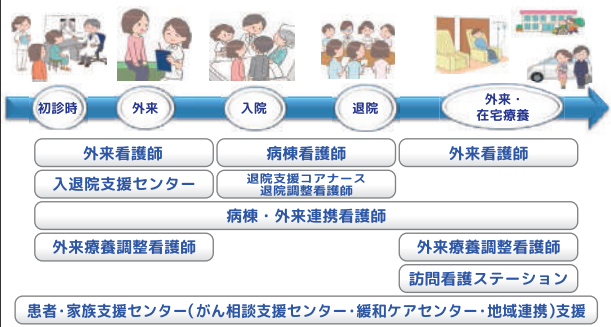 初診時
外来
入院
退院
外来・
在宅療養
外来看護師
病棟看護師
外来看護師
入退院支援センター
退院支援コアナース
退院調整看護師
病棟・外来連携看護師
外来療養調整看護師
外来療養調整看護師
訪問看護ステーション
患者・家族支援センター(がん相談支援センター・緩和ケアセンター・地域連携)支援